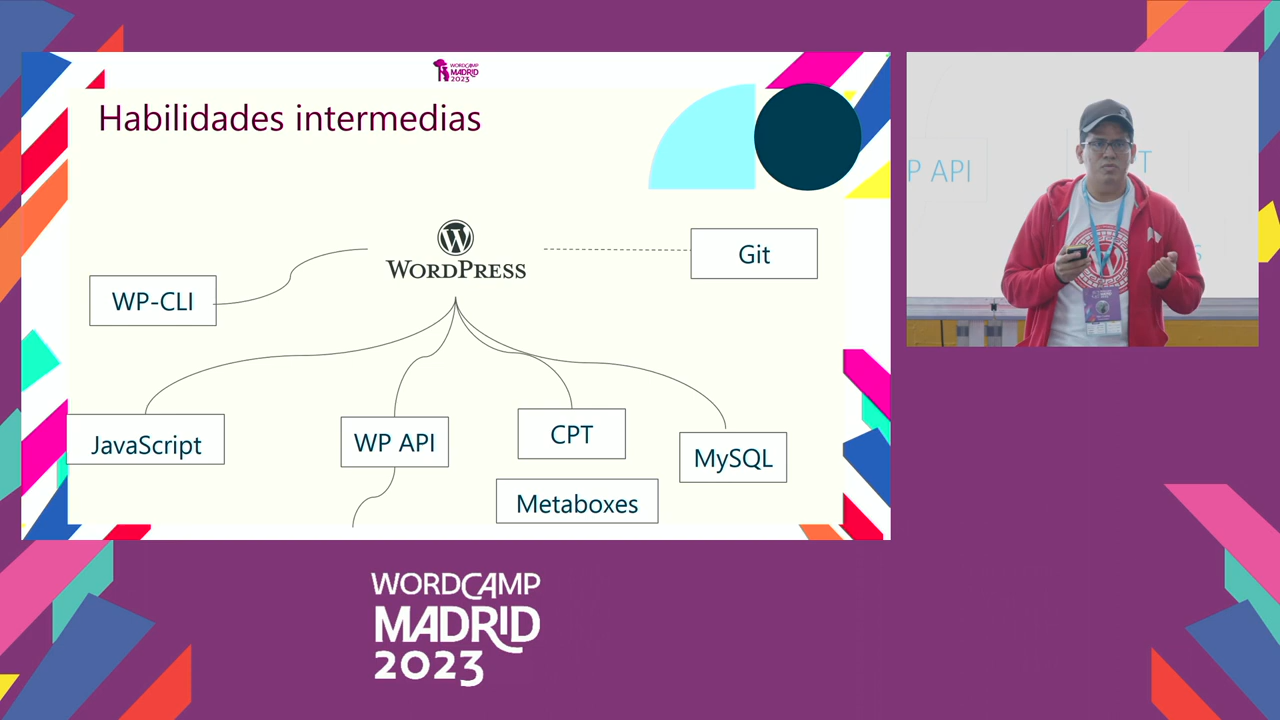 WORDCAMP
MADRID
2023
Habilidades intermedias
WORDPRESS
Git
WP-CLI
JavaScript
WP API
CPT
MySQL
Metaboxes
P API
T
S
WORDCAMP
MADRID
2023